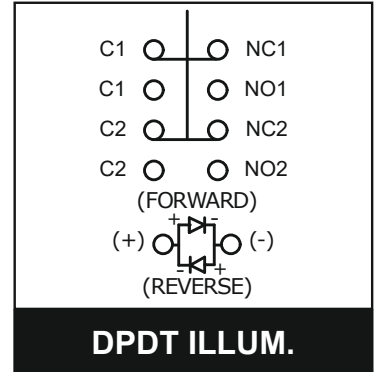 C1 NC1
C1 NO1
C2 NC2
C2 NO2
(FORWARD)
+ -
(+) (-)
- +
(REVERSE)
DPDT ILLUM.